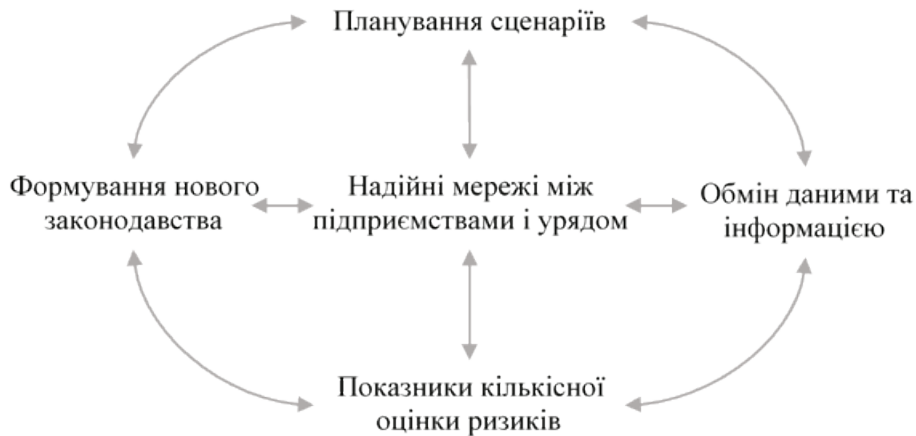 Планування сценаріїв
Формування нового
законодавства
Надійні мережі між
підприємствами і урядом
Обмін даними та
інформацією
Показники кількісної
оцінки ризиків